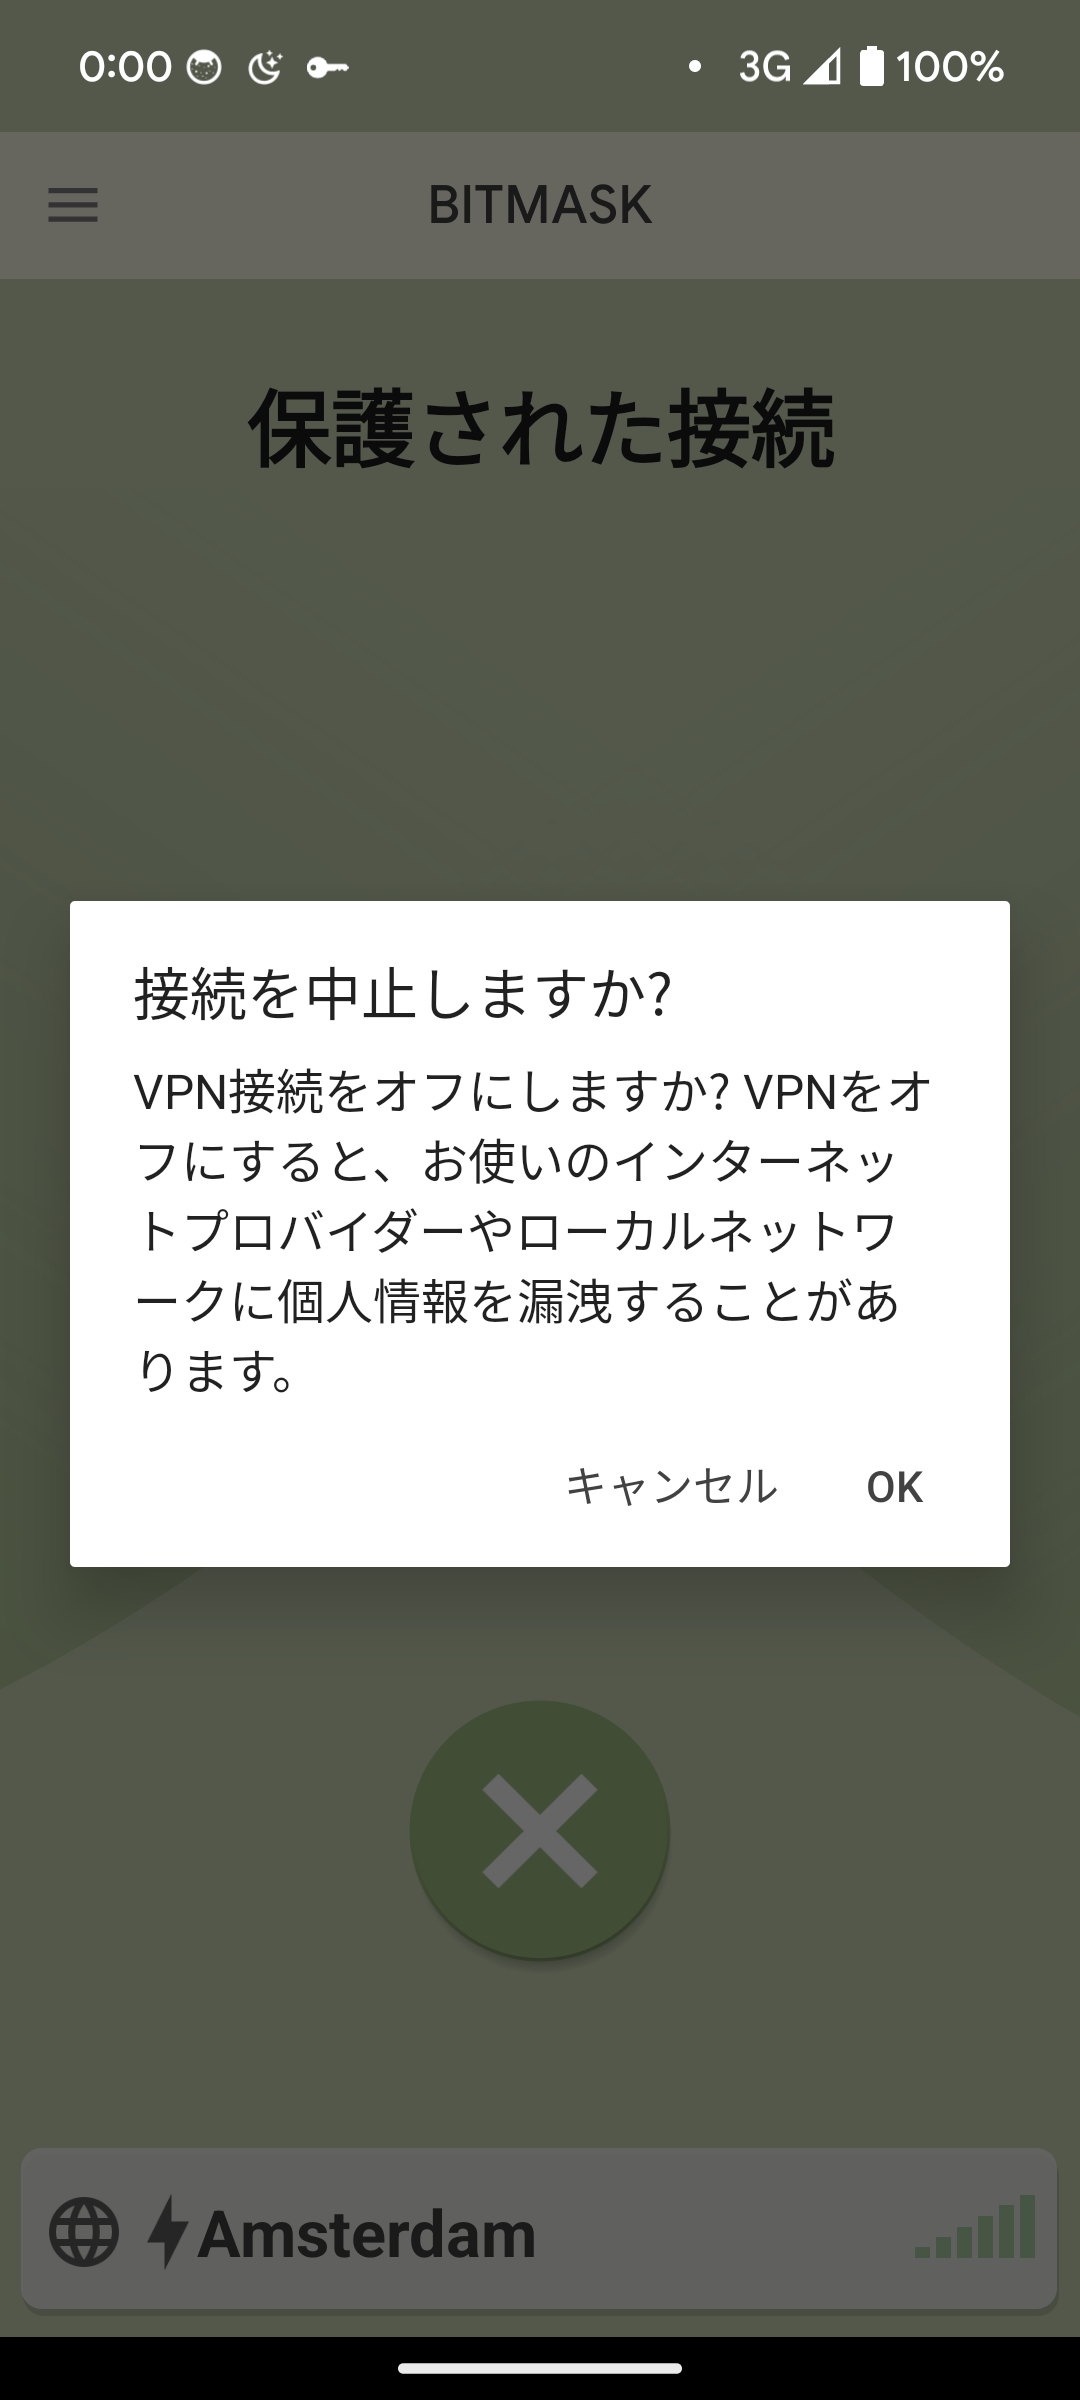 0:00 3G 100%
BITMASK
保護された接続
接続を中止しますか?
VPN接続をオフにしますか? VPNをオ
フにすると、お使いのインターネッ
トプロバイダーやローカルネットワ
ークに個人情報を漏洩することがあ
ります。
キャンセル OK
Amsterdam